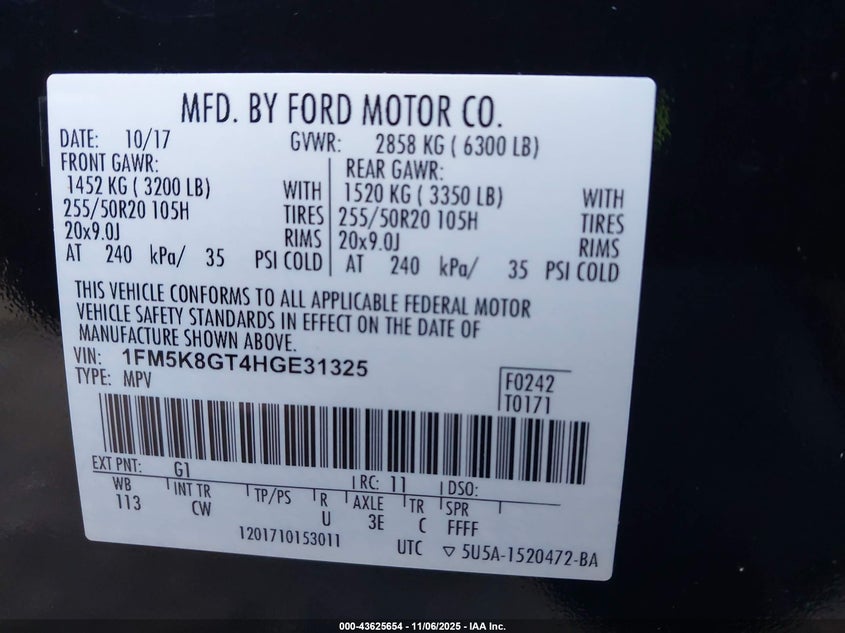 MFD. BY FORD MOTOR CO.
DATE: 10/17 GVWR: 2858 KG ( 6300 LB)
FRONT GAWR: REAR GAWR:
1452 KG ( 3200 LB) WITH 1520 KG ( 3350 LB) WITH
255/50R20 105H TIRES 255/50R20 105H TIRES
20x9.0J RIMS 20x9.0J RIMS
AT 240 kPa/ 35 PSI COLD AT 240 kPa/ 35 PSI COLD
THIS VEHICLE CONFORMS TO ALL APPLICABLE FEDERAL MOTOR
VEHICLE SAFETY STANDARDS IN EFFECT ON THE DATE OF
MANUFACTURE SHOWN ABOVE.
VIN: 1FM5K8GT4HGE31325
TYPE: MPV F0242
T0171
EXT PNT: G1 RC: 11 DSO:
WB INT TR TP/PS R AXLE TR SPR
113 CW U 3E C FFFF
1201710153011 UTC ▽ 5U5A-1520472-BA
000-43625654 - 11/06/2025 - IAA Inc.